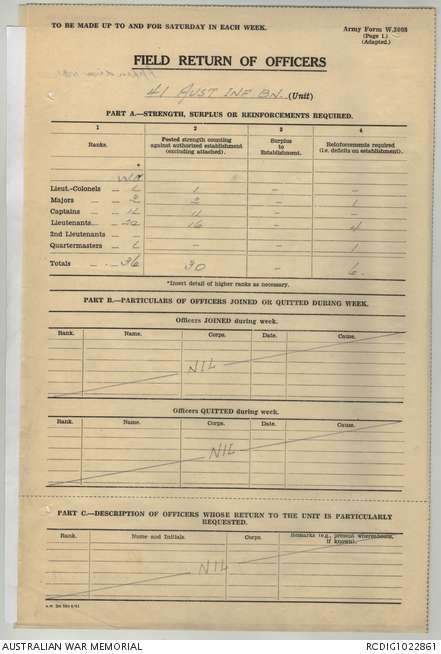 TO BE MADE UP TO AND FOR SATURDAY IN EACH WEEK.
Army Form W.3008
(Page 1.)
(Adapted.)
FIELD RETURN OF OFFICERS
41 AUST INF BN. (Unit)
PART A.—STRENGTH, SURPLUS OR REINFORCEMENTS REQUIRED.
1 2 3 4
Ranks. Posted strength counting against authorized establishment (excluding attached). Surplus to Establishment. Reinforcements required (i.e. deficits on establishment).
*
Lieut.-Colonels 1 1 – –
Majors 2 2 – 1
Captains 11 11 – –
Lieutenants 20 16 – 4
2nd Lieutenants
Quartermasters 1 – – 1
Totals 36 30 – 6.
*Insert detail of higher ranks as necessary.
PART B.—PARTICULARS OF OFFICERS JOINED OR QUITTED DURING WEEK.
Officers JOINED during week.
Rank. Name. Corps. Date. Cause.
NIL
Officers QUITTED during week.
Rank. Name. Corps. Date. Cause.
NIL
PART C.—DESCRIPTION OF OFFICERS WHOSE RETURN TO THE UNIT IS PARTICULARLY
REQUESTED.
Rank. Name and Initials. Corps. Remarks (e.g., present whereabouts, if known).
NIL
AUSTRALIAN WAR MEMORIAL
RCDIG1022861